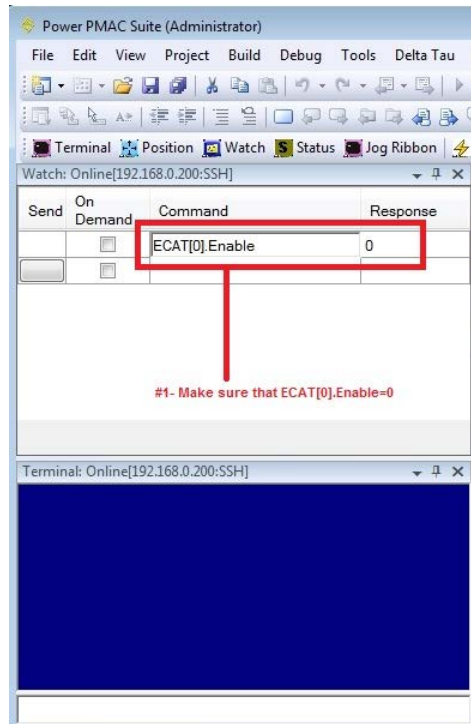 Power PMAC Suite (Administrator)
File Edit View Project Build Debug Tools Delta Tau
Terminal Position Watch Status Jog Ribbon
Watch: Online[192.168.0.200:SSH]
Send On Demand Command Response
ECAT[0].Enable 0
#1- Make sure that ECAT[0].Enable=0
Terminal: Online[192.168.0.200:SSH]